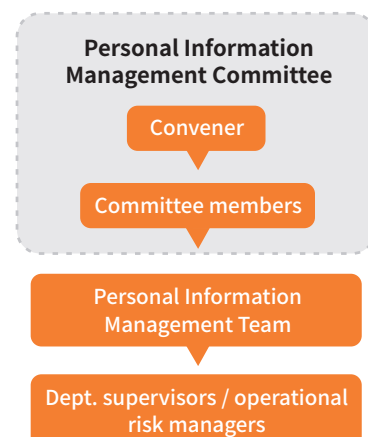 Personal Information
Management Committee
Convener
Committee members
Personal Information
Management Team
Dept. supervisors / operational
risk managers